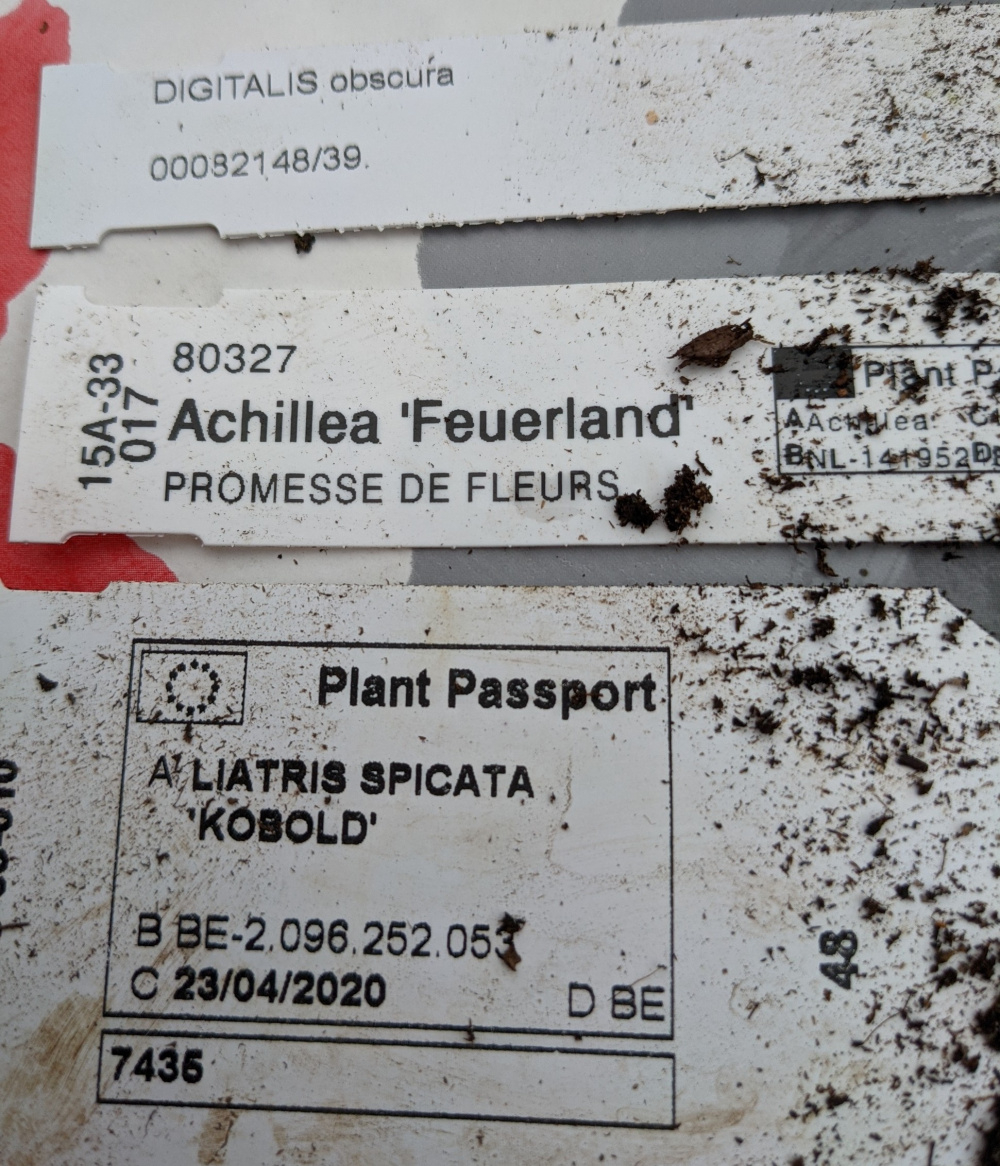 DIGITALIS obscura
00082148/39.
15A-33
017
80327
Achillea 'Feuerland'
PROMESSE DE FLEURS
Plant P
A Achillea
B NL-141952
Plant Passport
A LIATRIS SPICATA
'KOBOLD'
B BE-2.096.252.053
C 23/04/2020 D BE
7435
48